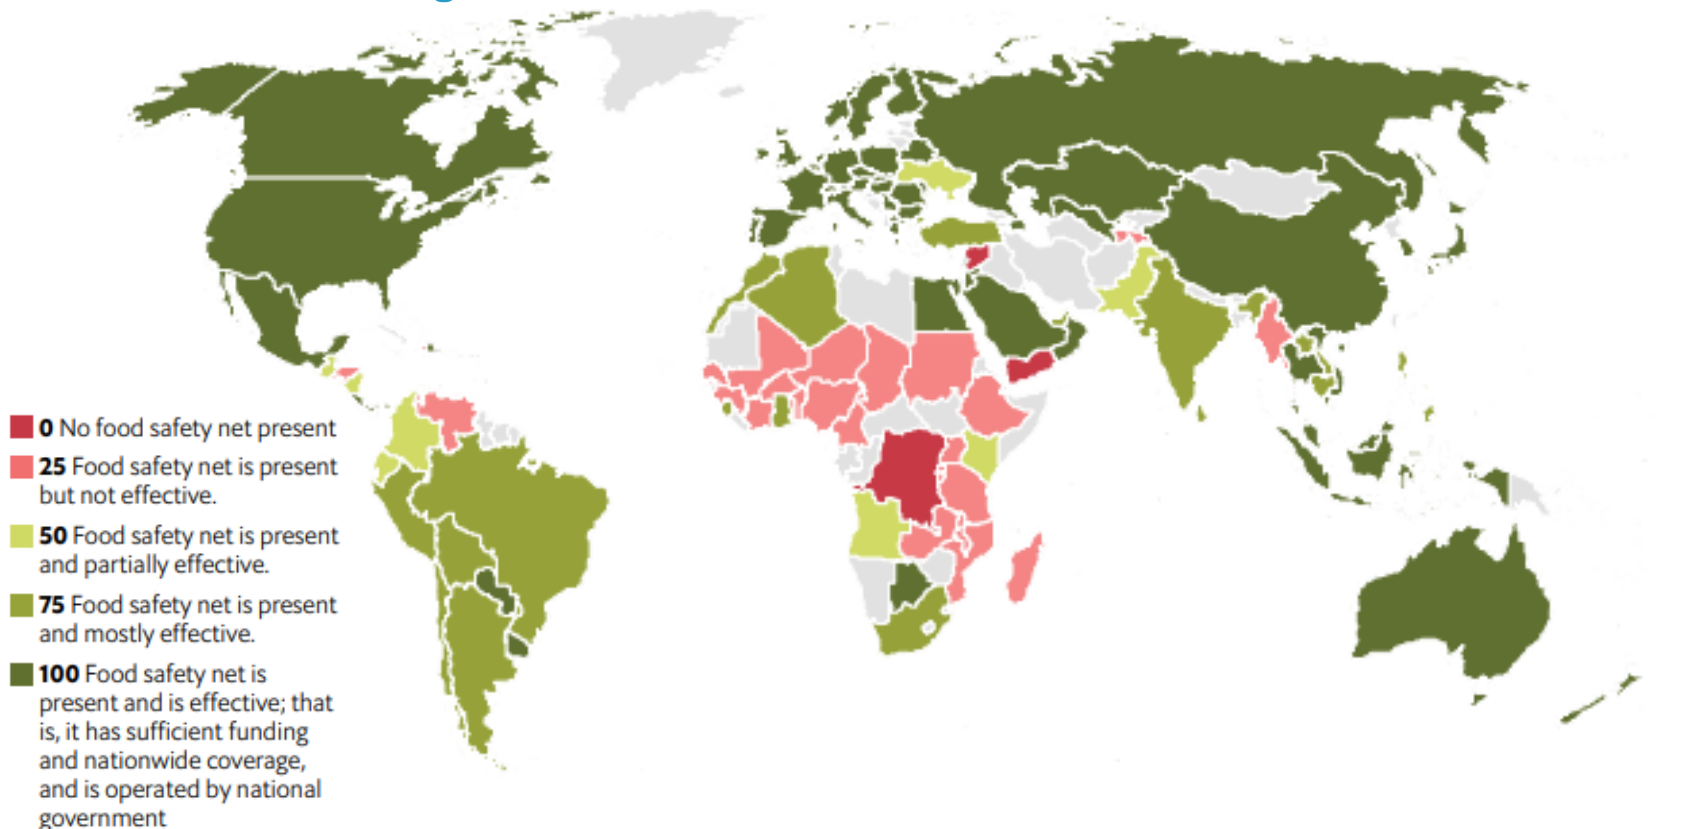 0 No food safety net present
25 Food safety net is present
but not effective.
50 Food safety net is present
and partially effective.
75 Food safety net is present
and mostly effective.
100 Food safety net is
present and is effective; that
is, it has sufficient funding
and nationwide coverage,
and is operated by national
government